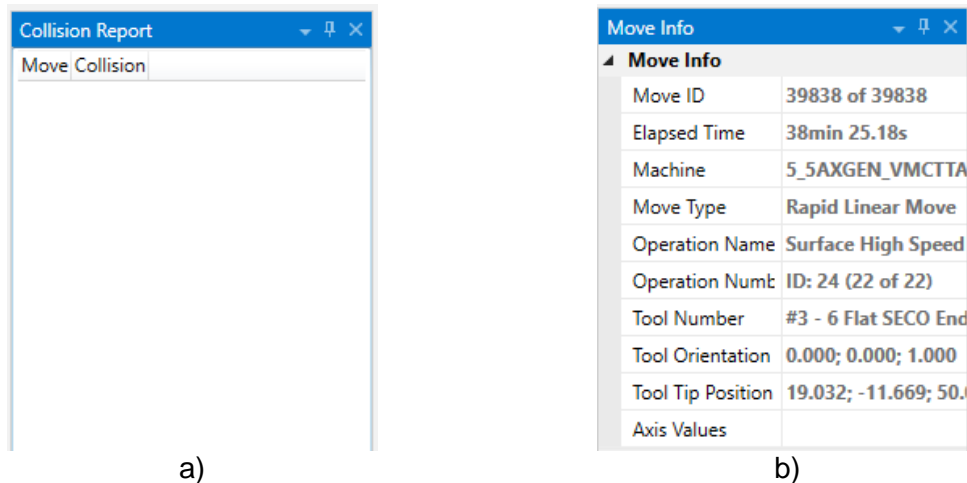 Collision Report
Move Collision
a)
Move Info
Move Info
Move ID 39838 of 39838
Elapsed Time 38min 25.18s
Machine 5_5AXGEN_VMCTTA
Move Type Rapid Linear Move
Operation Name Surface High Speed
Operation Numb ID: 24 (22 of 22)
Tool Number #3 - 6 Flat SECO End
Tool Orientation 0.000; 0.000; 1.000
Tool Tip Position 19.032; -11.669; 50.
Axis Values
b)